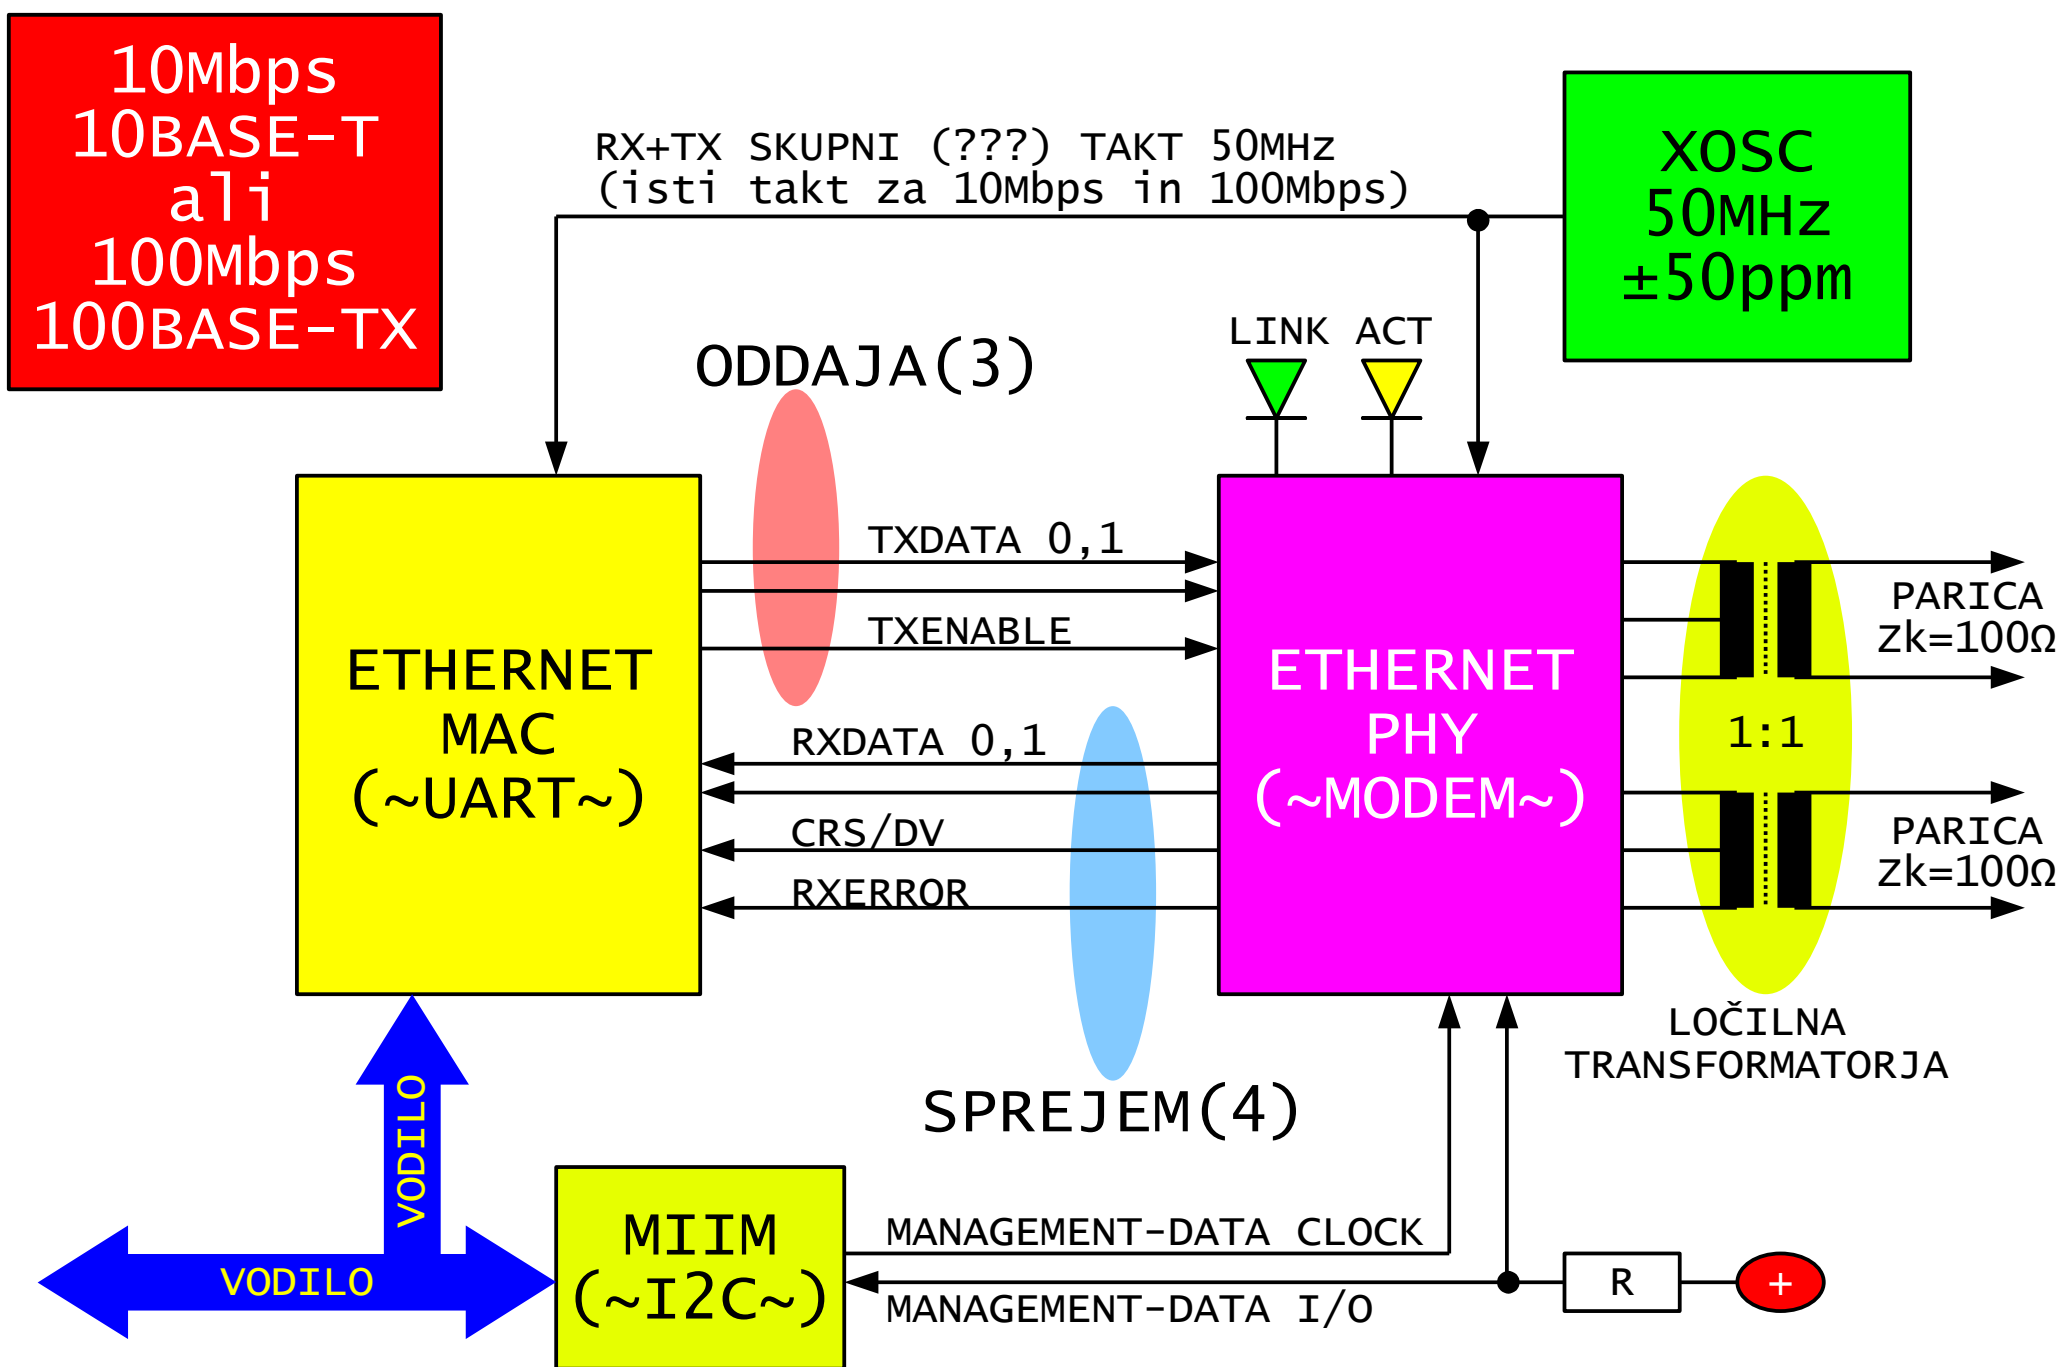 10Mbps
10BASE-T
ali
100Mbps
100BASE-TX
RX+TX SKUPNI (???) TAKT 50MHz
(isti takt za 10Mbps in 100Mbps)
XOSC
50MHz
±50ppm
LINK ACT
ODDAJA(3)
TXDATA 0,1
TXENABLE
ETHERNET
MAC
(~UART~)
RXDATA 0,1
CRS/DV
RXERROR
ETHERNET
PHY
(~MODEM~)
PARICA
Zk=100Ω
1:1
PARICA
Zk=100Ω
LOČILNA
TRANSFORMATORJA
SPREJEM(4)
VODILO
VODILO
MIIM
(~I2C~)
MANAGEMENT-DATA CLOCK
MANAGEMENT-DATA I/O
R
+